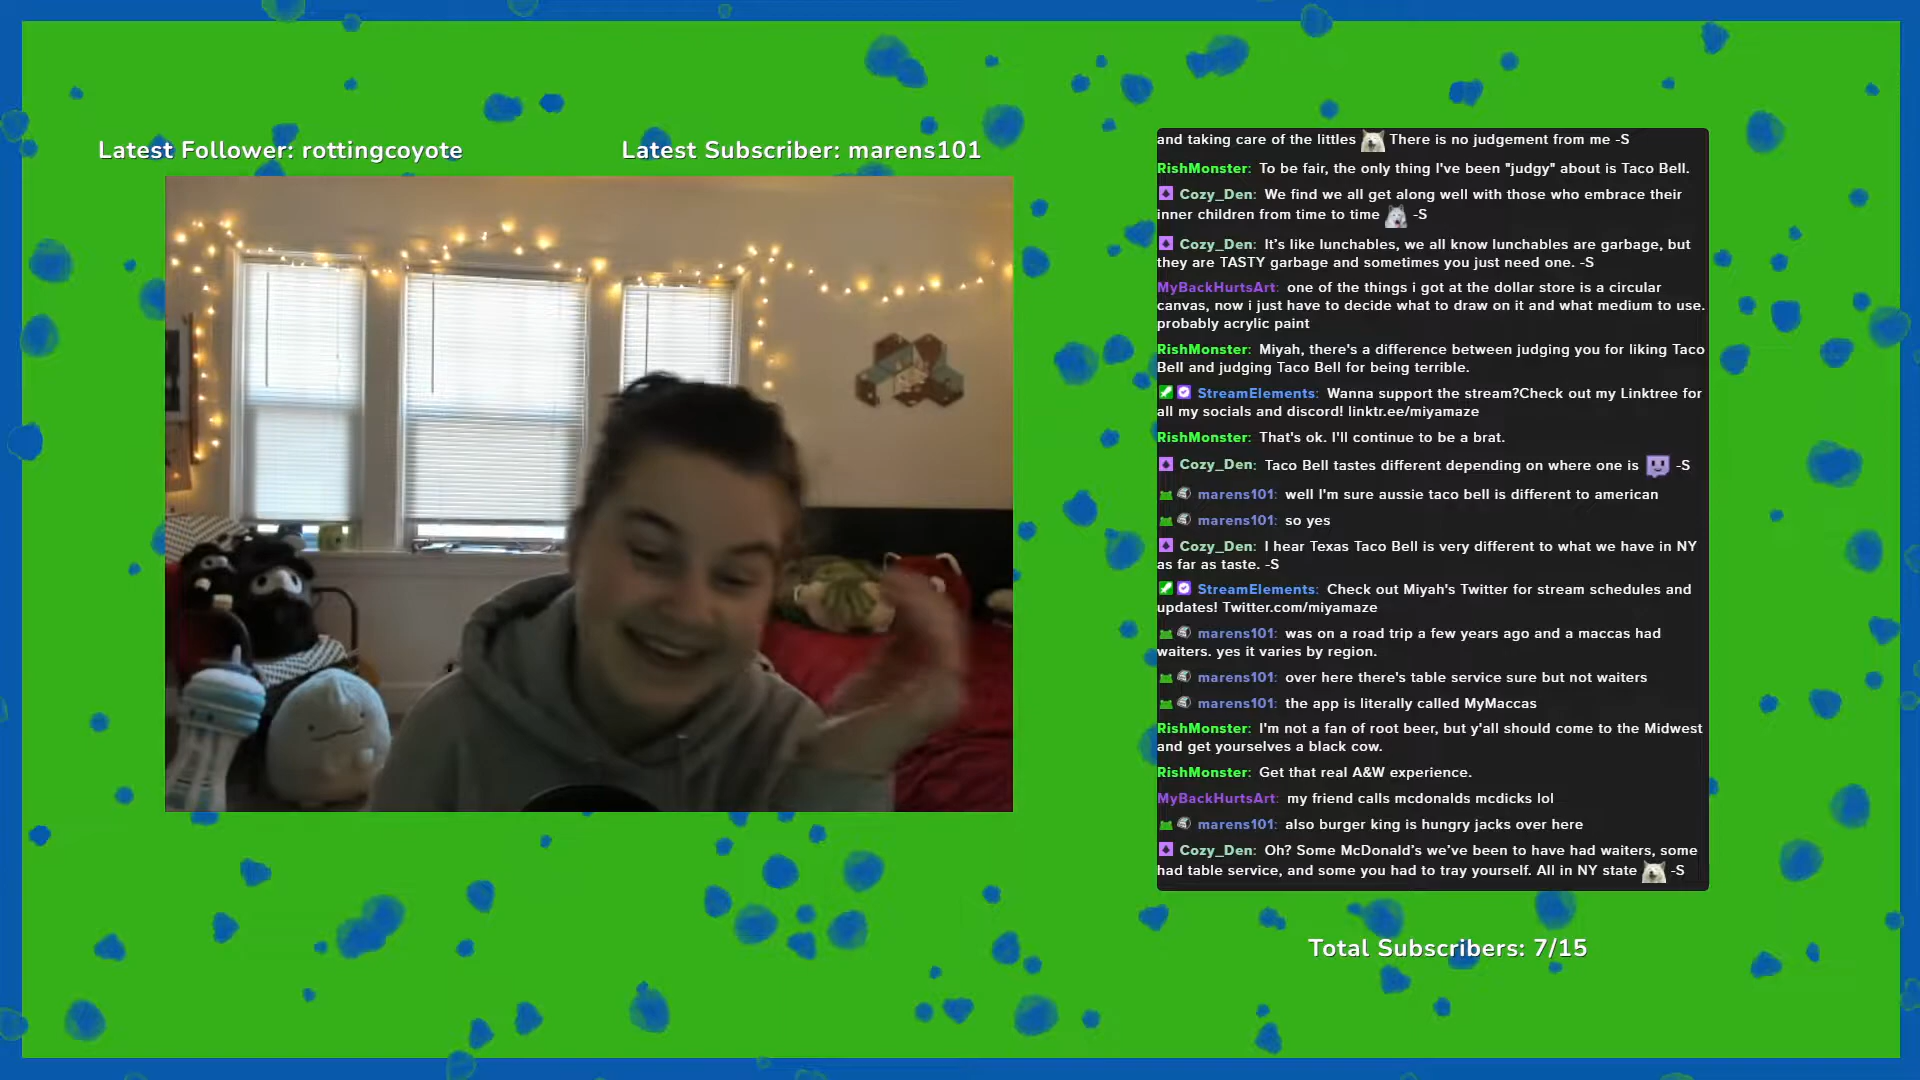 Latest Follower: rottingcoyote
Latest Subscriber: marens101
and taking care of the littles There is no judgement from me -S
RishMonster: To be fair, the only thing I've been "judgy" about is Taco Bell.
Cozy_Den: We find we all get along well with those who embrace their
inner children from time to time -S
Cozy_Den: It’s like lunchables, we all know lunchables are garbage, but
they are TASTY garbage and sometimes you just need one. -S
MyBackHurtsArt: one of the things i got at the dollar store is a circular
canvas, now i just have to decide what to draw on it and what medium to use.
probably acrylic paint
RishMonster: Miyah, there's a difference between judging you for liking Taco
Bell and judging Taco Bell for being terrible.
StreamElements: Wanna support the stream?Check out my Linktree for
all my socials and discord! linktr.ee/miyamaze
RishMonster: That's ok. I'll continue to be a brat.
Cozy_Den: Taco Bell tastes different depending on where one is -S
marens101: well I'm sure aussie taco bell is different to american
marens101: so yes
Cozy_Den: I hear Texas Taco Bell is very different to what we have in NY
as far as taste. -S
StreamElements: Check out Miyah's Twitter for stream schedules and
updates! Twitter.com/miyamaze
marens101: was on a road trip a few years ago and a maccas had
waiters. yes it varies by region.
marens101: over here there's table service sure but not waiters
marens101: the app is literally called MyMaccas
RishMonster: I'm not a fan of root beer, but y'all should come to the Midwest
and get yourselves a black cow.
RishMonster: Get that real A&W experience.
MyBackHurtsArt: my friend calls mcdonalds mcdicks lol
marens101: also burger king is hungry jacks over here
Cozy_Den: Oh? Some McDonald’s we’ve been to have had waiters, some
had table service, and some you had to tray yourself. All in NY state -S
Total Subscribers: 7/15